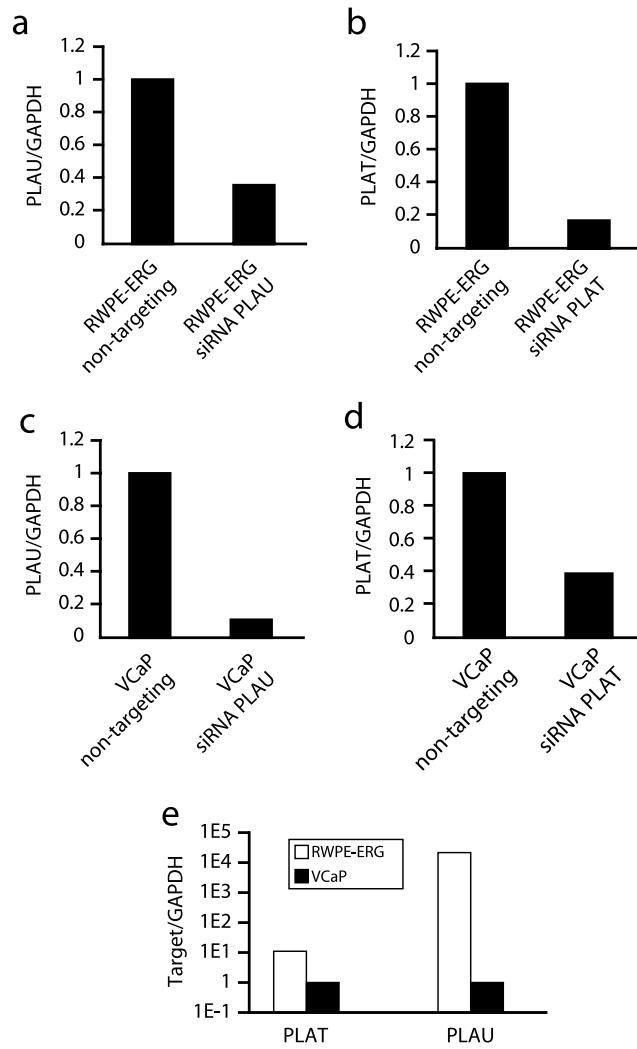 a
1.2
1
0.8
0.6
0.4
0.2
0
PLAU/GAPDH
RWPE-ERG
non-targeting
RWPE-ERG
siRNA PLAU
b
1.2
1
0.8
0.6
0.4
0.2
0
PLAT/GAPDH
RWPE-ERG
non-targeting
RWPE-ERG
siRNA PLAT
c
1.2
1
0.8
0.6
0.4
0.2
0
PLAU/GAPDH
VCaP
non-targeting
VCaP
siRNA PLAU
d
1.2
1
0.8
0.6
0.4
0.2
0
PLAT/GAPDH
VCaP
non-targeting
VCaP
siRNA PLAT
e
1E5
1E4
1E3
1E2
1E1
1
1E-1
Target/GAPDH
RWPE-ERG
VCaP
PLAT
PLAU